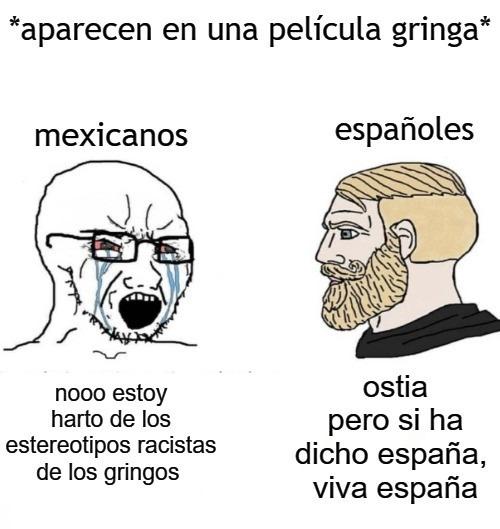 *aparecen en una película gringa*
mexicanos
españoles
nooo estoy
harto de los
estereotipos racistas
de los gringos
ostia
pero si ha
dicho españa,
viva españa